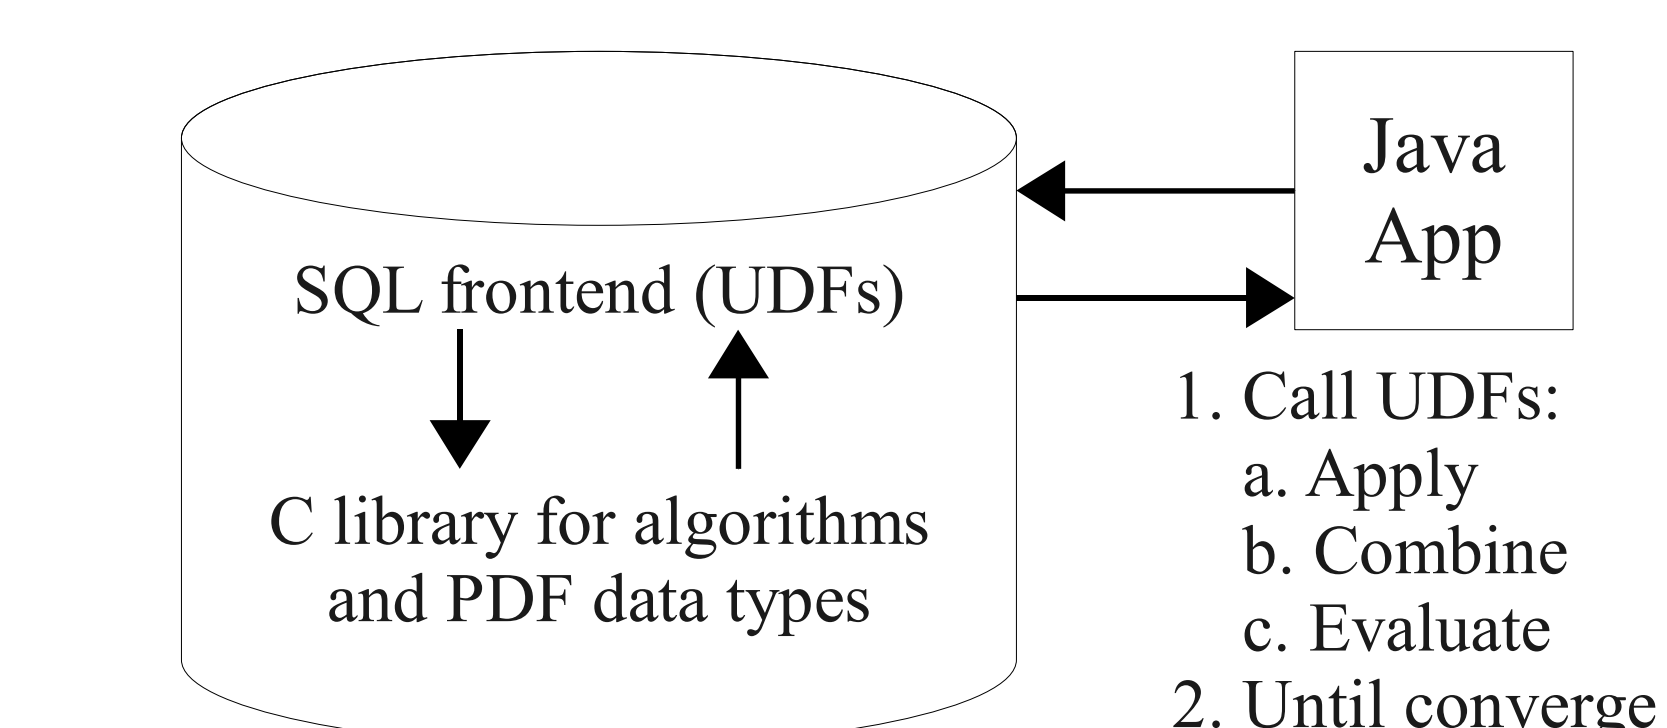 Java
App
SQL frontend (UDFs)
C library for algorithms
and PDF data types
1. Call UDFs:
a. Apply
b. Combine
c. Evaluate
2. Until converge